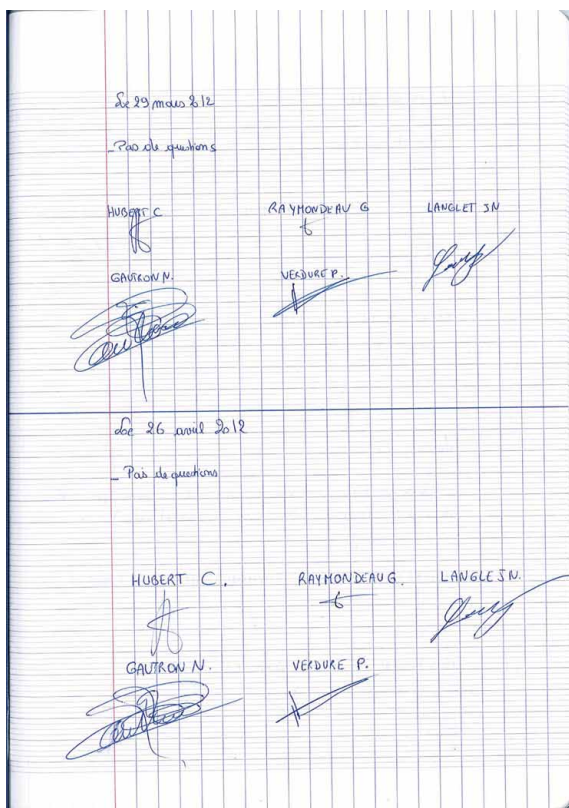 Le 29 mars 2012
- Pas de questions
HUBERT C RAYMONDEAU G LANGLET JN
GAUTRON N. VERDURE P.
Le 26 avril 2012
- Pas de questions
HUBERT C. RAYMONDEAU G. LANGLE JN.
GAUTRON N. VERDURE P.